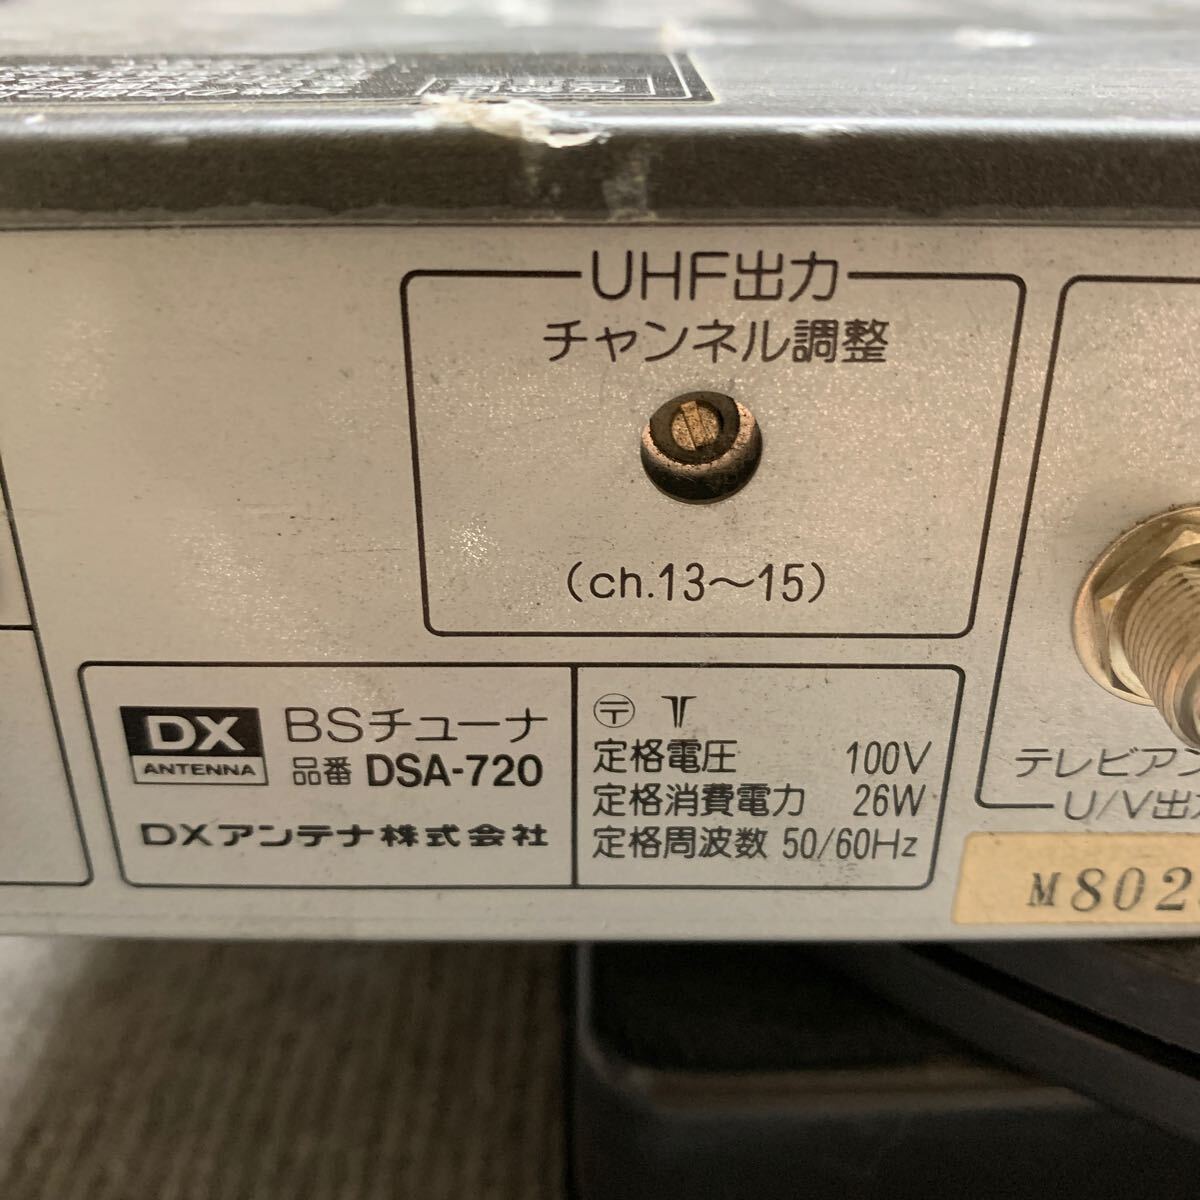 UHF出力
チャンネル調整
(ch.13〜15)
DX
ANTENNA
BSチューナ
品番 DSA-720
DXアンテナ株式会社
〒
定格電圧 100V
定格消費電力 26W
定格周波数 50/60Hz
テレビアン
U/V出力
M802